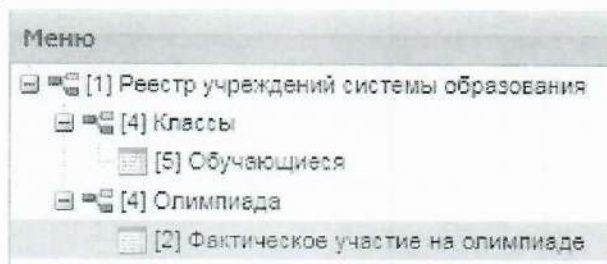 Меню
[1] Реестр учреждений системы образования
[4] Классы
[5] Обучающиеся
[4] Олимпиада
[2] Фактическое участие на олимпиаде